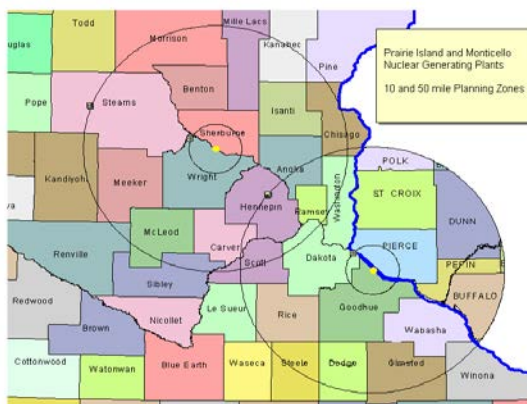 Todd
Morrison
Mille Lacs
Kanabec
Pine
Prairie Island and Monticello
Nuclear Generating Plants
10 and 50 mile Planning Zones
Douglas
Pope
Stearns
Benton
Isanti
Chisago
Sherburne
POLK
Kandiyohi
Meeker
Wright
Anoka
Washington
ST CROIX
DUNN
Hennepin
Ramsey
McLeod
Carver
Renville
Scott
Dakota
PIERCE
PEPIN
Sibley
BUFFALO
Redwood
Nicollet
Le Sueur
Rice
Goodhue
Wabasha
Brown
Cottonwood
Watonwan
Blue Earth
Waseca
Steele
Dodge
Olmsted
Winona